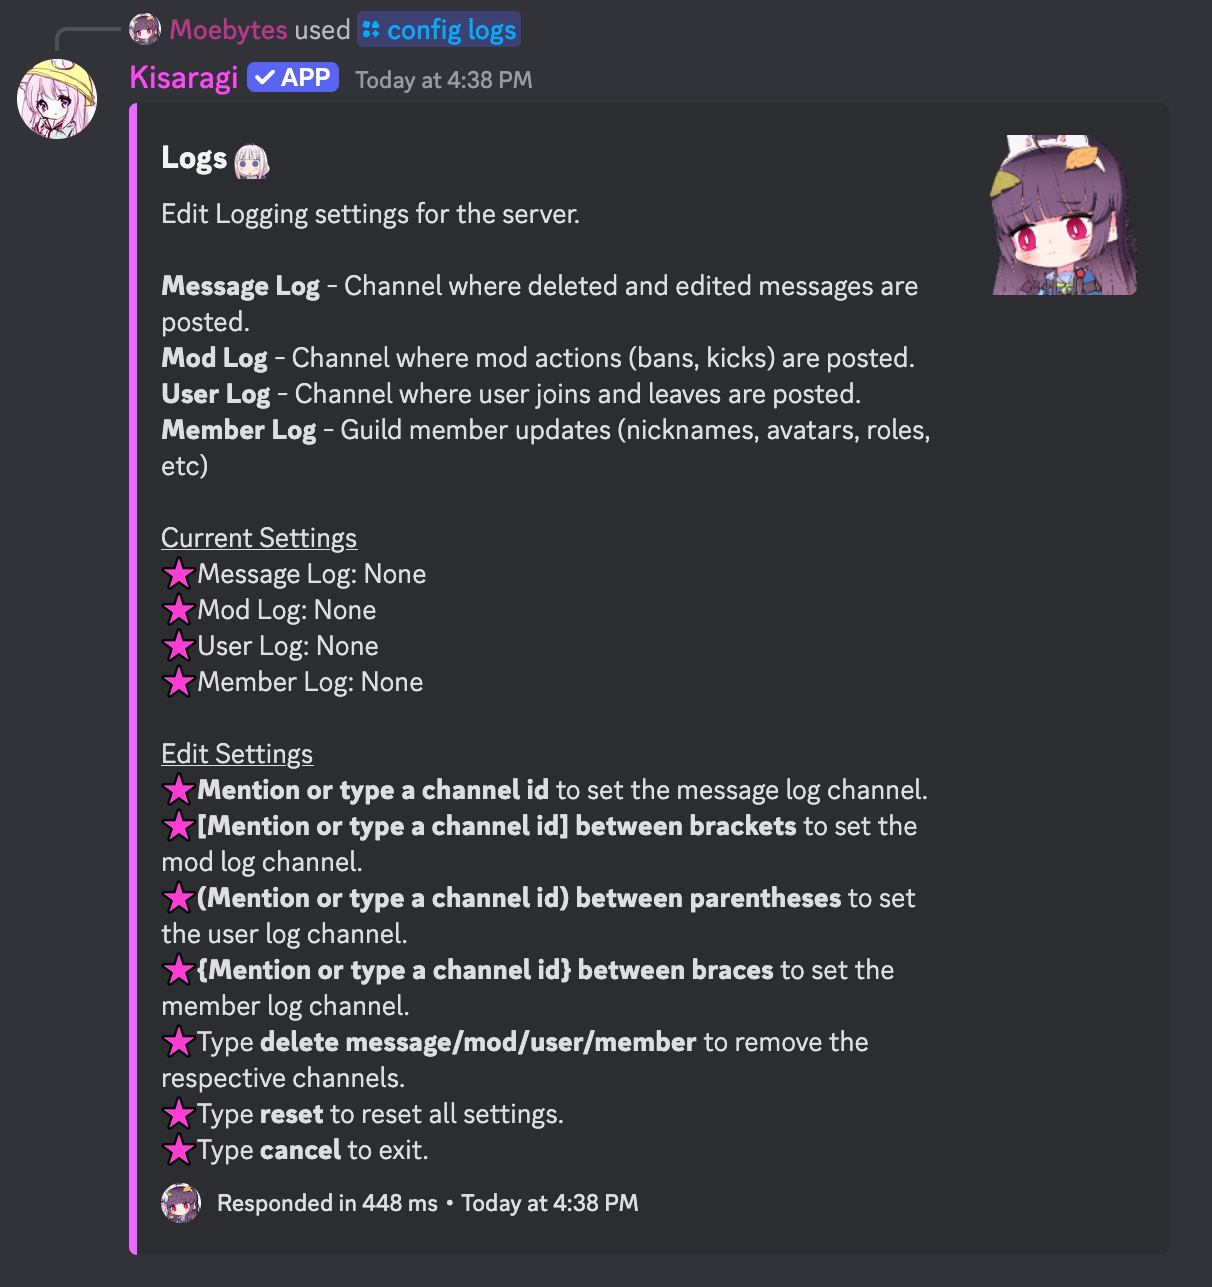 Moebytes used config logs
Kisaragi APP Today at 4:38 PM
Logs
Edit Logging settings for the server.
Message Log - Channel where deleted and edited messages are
posted.
Mod Log - Channel where mod actions (bans, kicks) are posted.
User Log - Channel where user joins and leaves are posted.
Member Log - Guild member updates (nicknames, avatars, roles,
etc)
Current Settings
Message Log: None
Mod Log: None
User Log: None
Member Log: None
Edit Settings
Mention or type a channel id to set the message log channel.
[Mention or type a channel id] between brackets to set the
mod log channel.
(Mention or type a channel id) between parentheses to set
the user log channel.
{Mention or type a channel id} between braces to set the
member log channel.
Type delete message/mod/user/member to remove the
respective channels.
Type reset to reset all settings.
Type cancel to exit.
Responded in 448 ms • Today at 4:38 PM